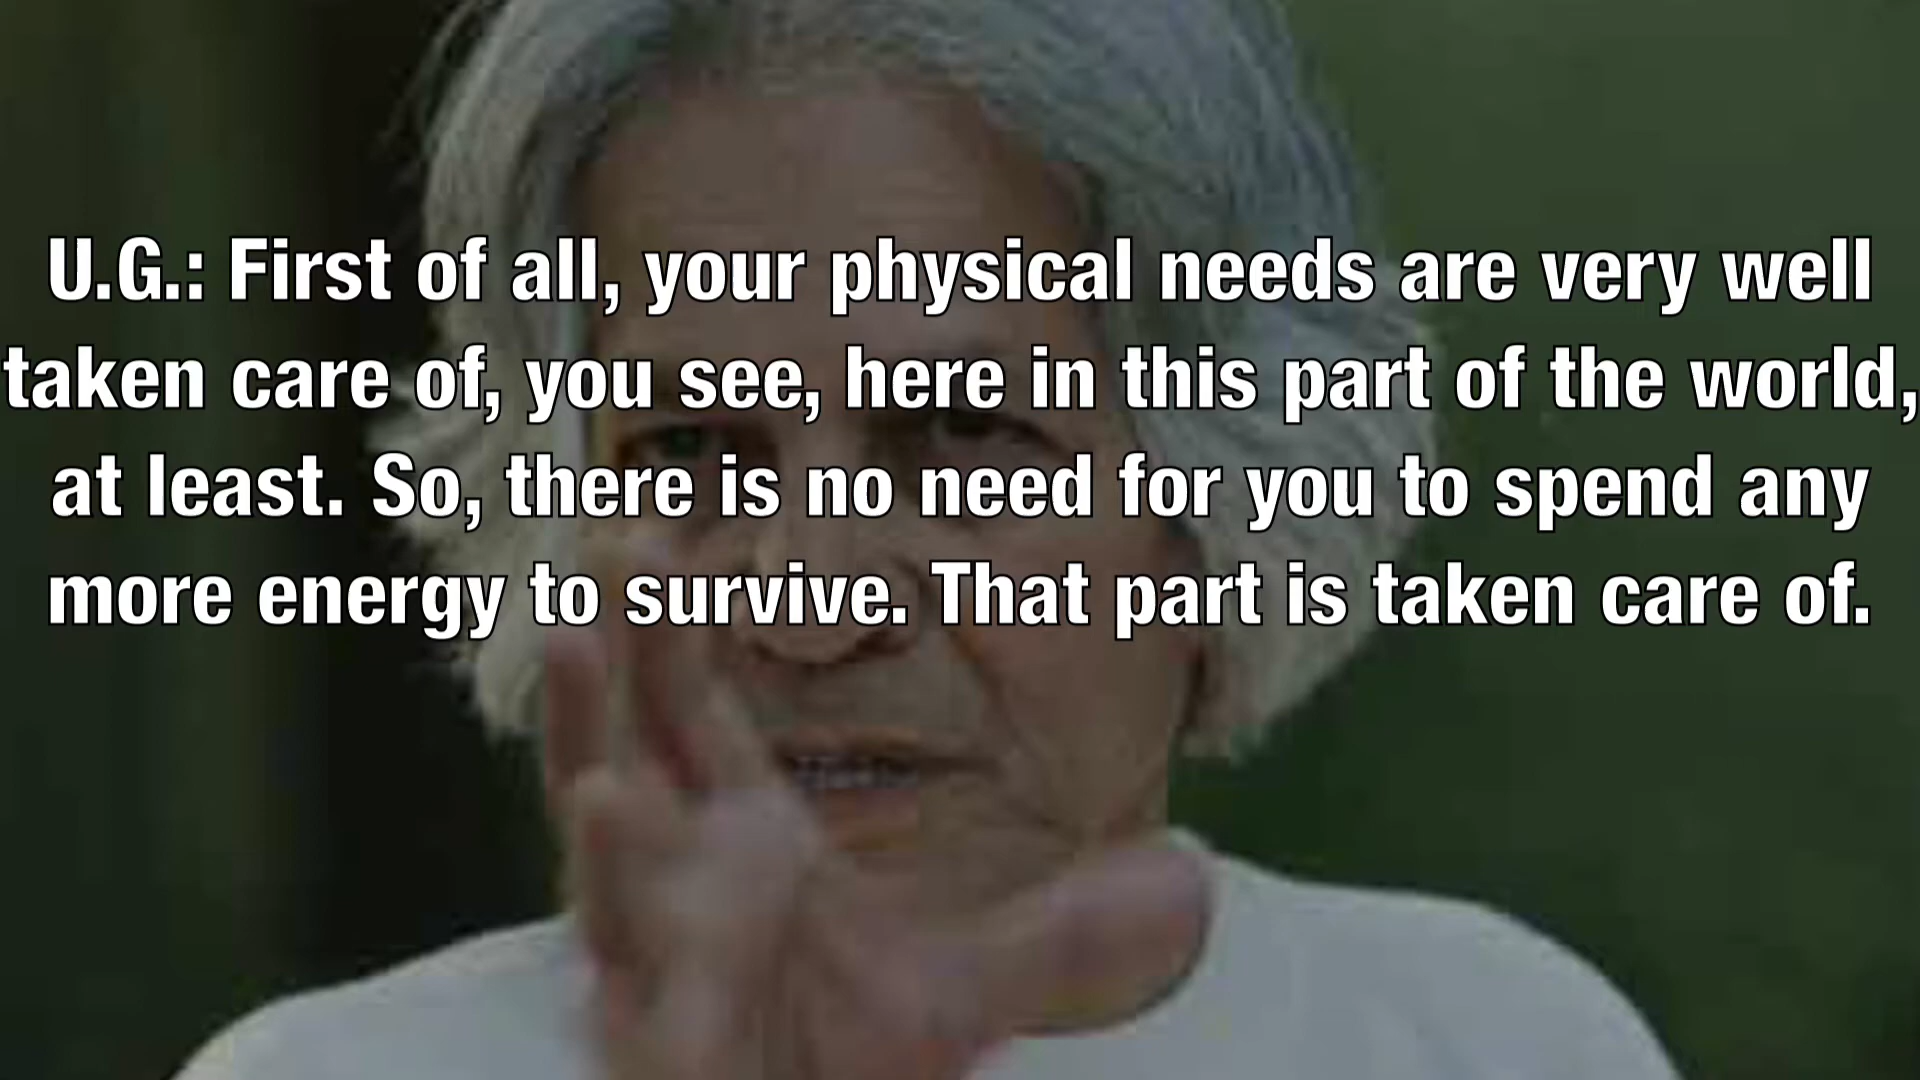 U.G.: First of all, your physical needs are very well
taken care of, you see, here in this part of the world,
at least. So, there is no need for you to spend any
more energy to survive. That part is taken care of.